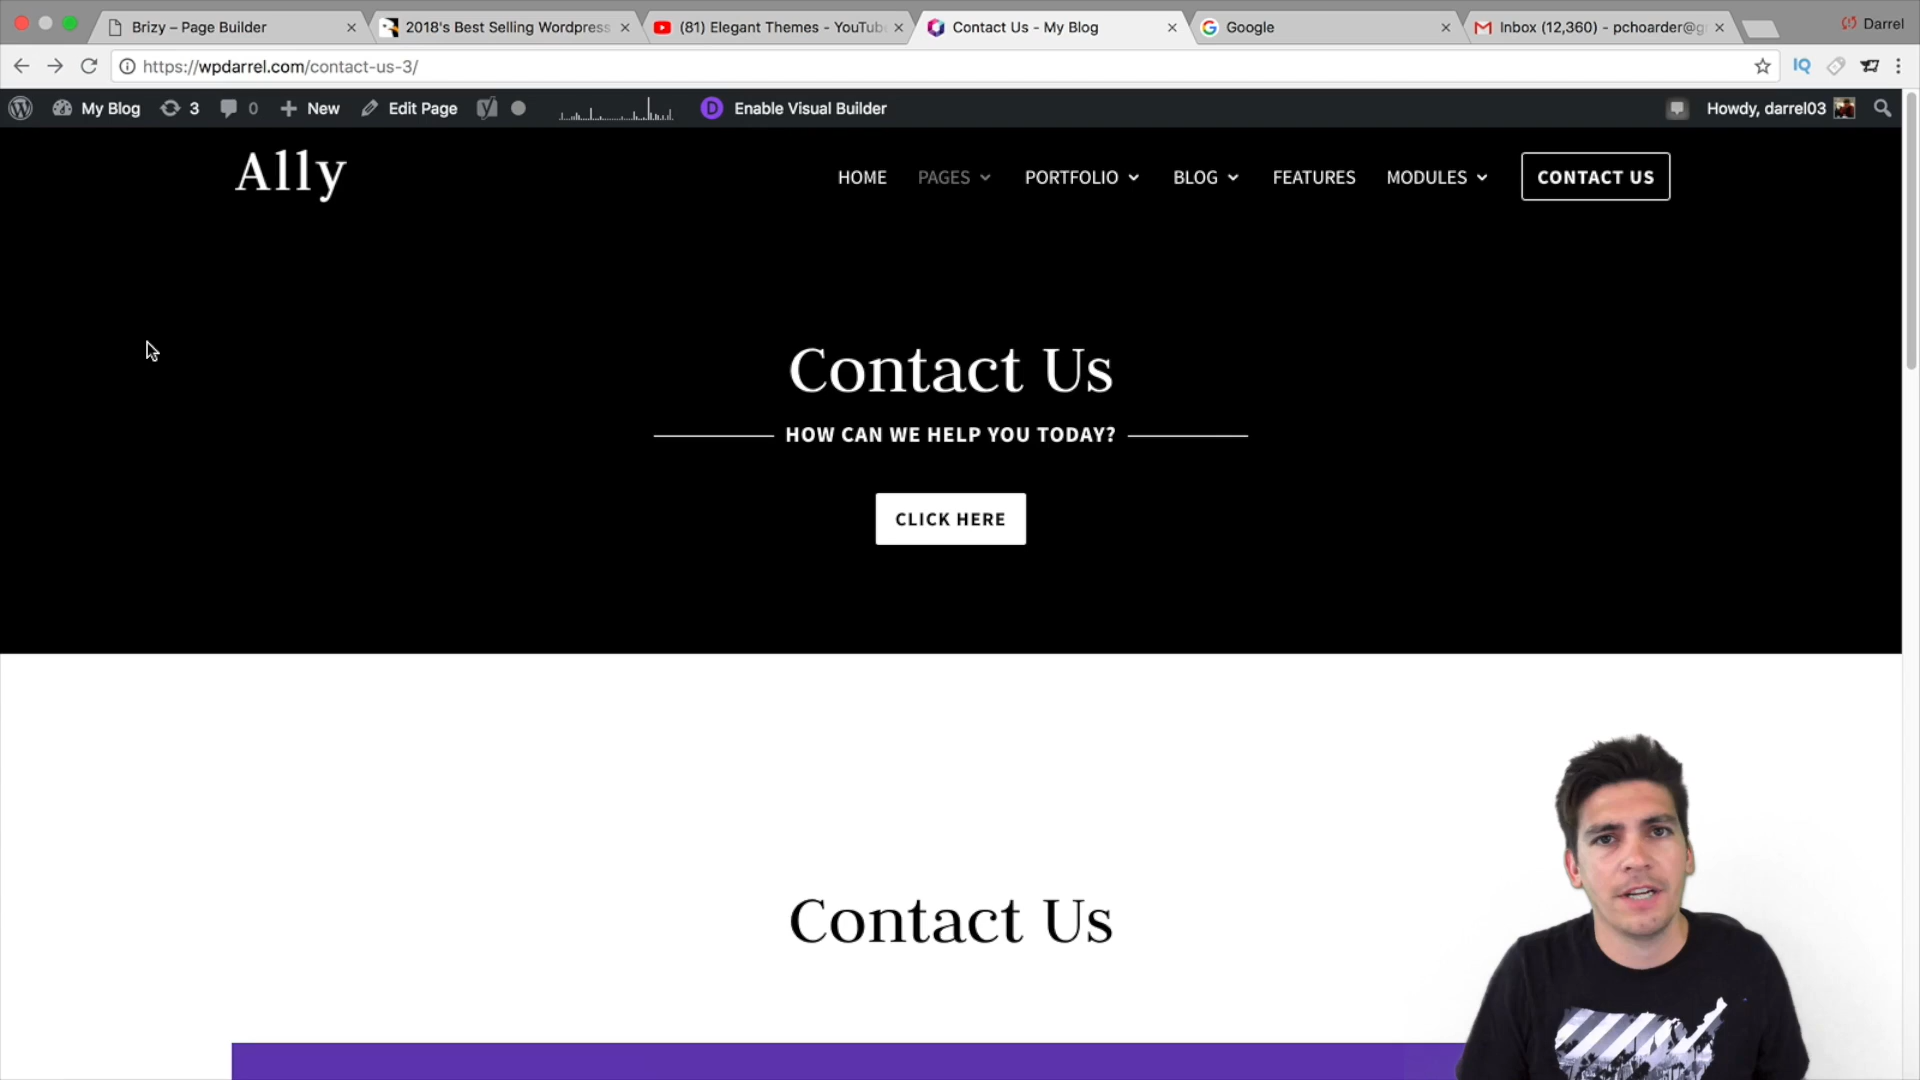 Brizy – Page Builder
2018's Best Selling Wordpress
(81) Elegant Themes - YouTub
Contact Us - My Blog
Google
Inbox (12,360) - pchoarder@g
Darrel
https://wpdarrel.com/contact-us-3/
IQ
My Blog
3
0
New
Edit Page
D
Enable Visual Builder
Howdy, darrel03
Ally
HOME
PAGES
PORTFOLIO
BLOG
FEATURES
MODULES
CONTACT US
Contact Us
HOW CAN WE HELP YOU TODAY?
CLICK HERE
Contact Us